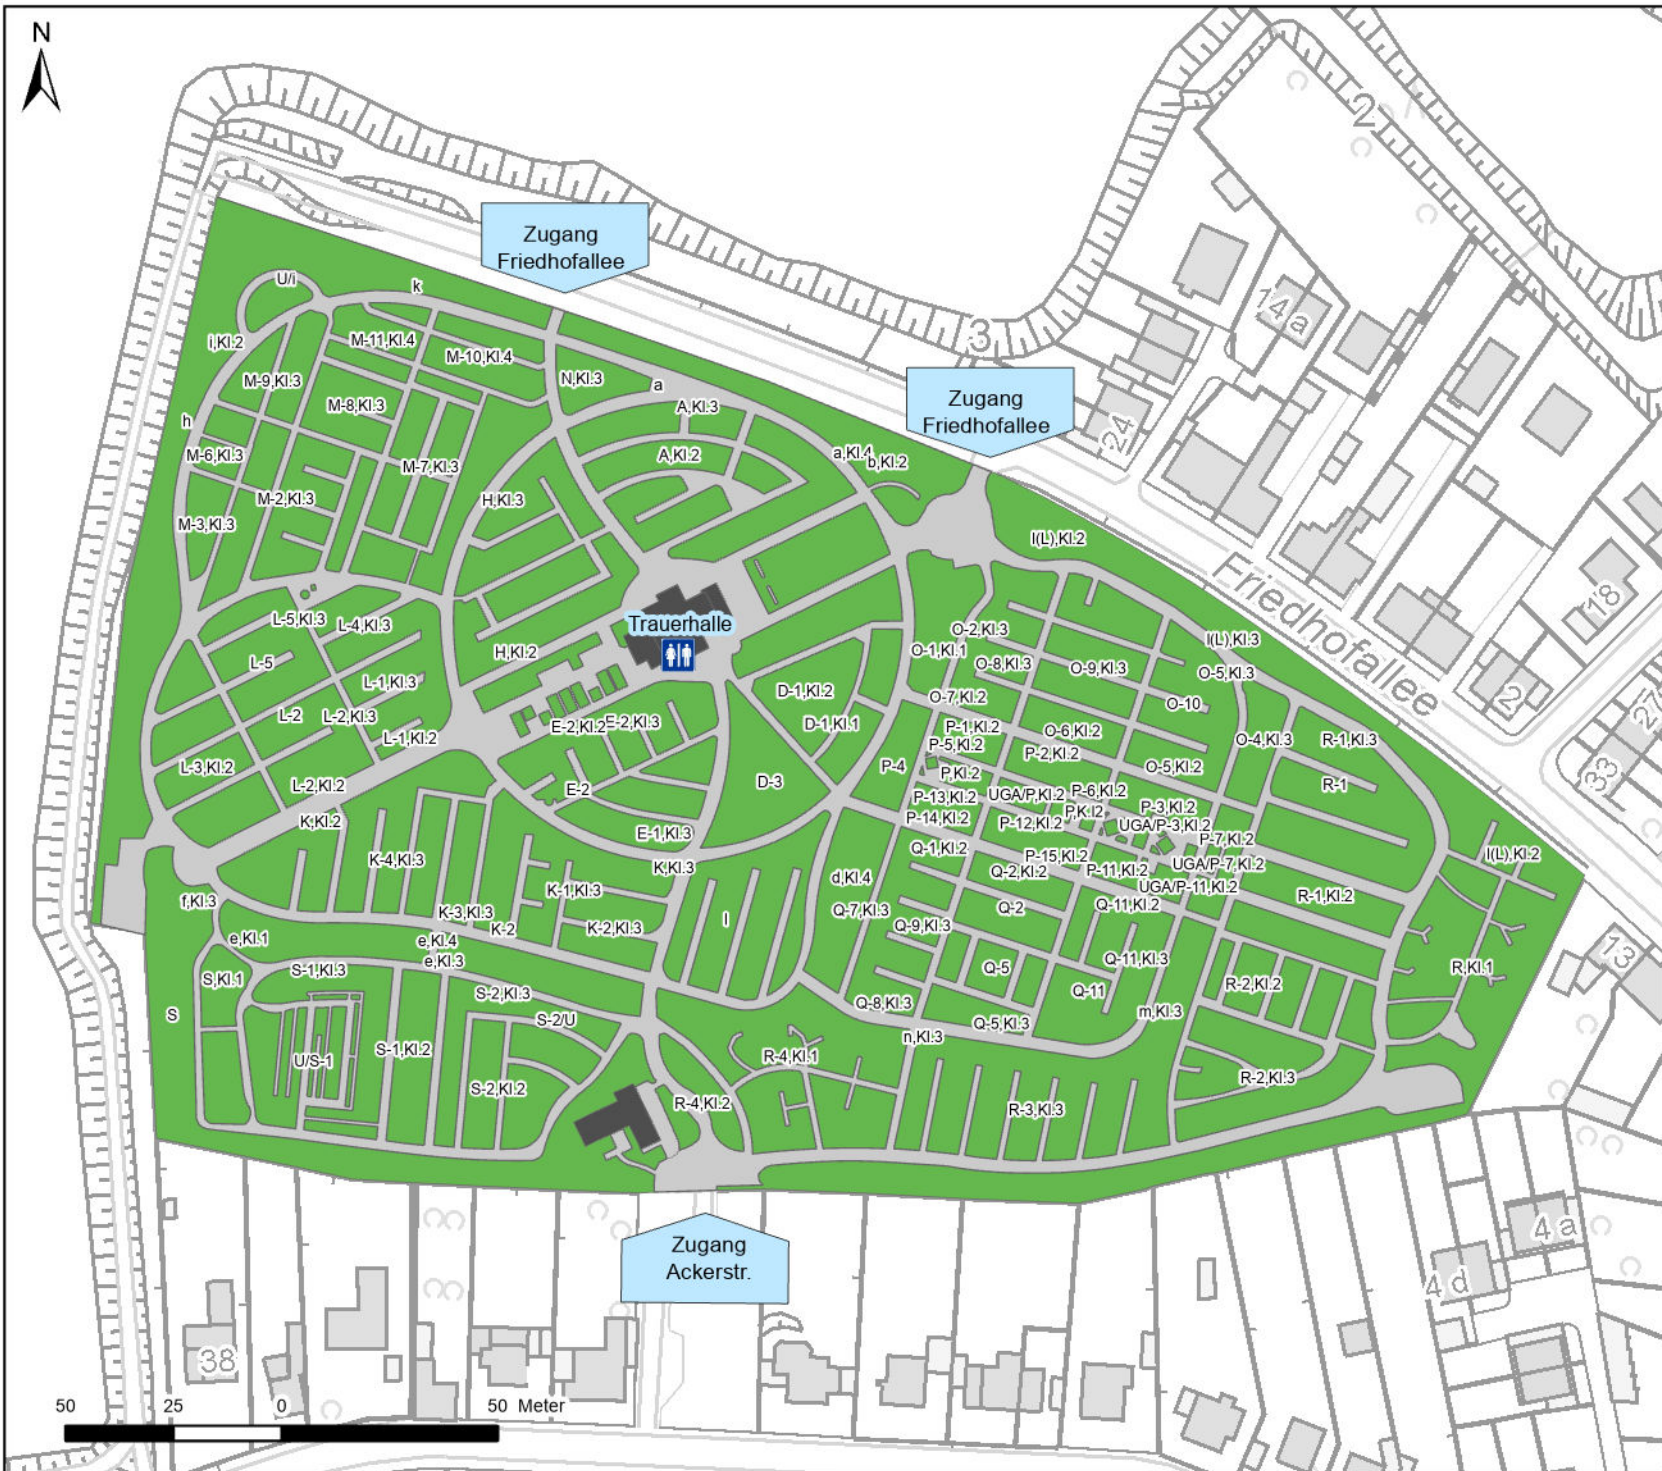 N
2
Zugang
Friedhofallee
U/i
k
14 a
i,Kl.2
M-11,Kl.4
3
M-10,Kl.4
M-9,Kl.3
N,Kl.3
a
Zugang
Friedhofallee
M-8,Kl.3
A,Kl.3
h
24
M-6,Kl.3
A,Kl.2
a,Kl.4
b,Kl.2
M-7,Kl.3
M-2,Kl.3
H,Kl.3
M-3,Kl.3
I(L),Kl.2
Friedhofallee
18
L-5,Kl.3
L-4,Kl.3
Trauerhalle
O-2,Kl.3
I(L),Kl.3
H,Kl.2
O-1,Kl.1
L-5
O-8,Kl.3
O-9,Kl.3
O-5,Kl.3
L-1,Kl.3
D-1,Kl.2
O-7,Kl.2
O-10
2
27
L-2
L-2,Kl.3
E-2,Kl.2
E-2,Kl.3
D-1,Kl.1
P-1,Kl.2
O-6,Kl.2
L-1,Kl.2
P-5,Kl.2
P-2,Kl.2
O-4,Kl.3
R-1,Kl.3
L-3,Kl.2
P-4
P,Kl.2
O-5,Kl.2
33
L-2,Kl.2
E-2
D-3
P-13,Kl.2
UGA/P,Kl.2
P-6,Kl.2
R-1
K,Kl.2
P-14,Kl.2
P-12,Kl.2
P,K.l2
P-3,Kl.2
E-1,Kl.3
UGA/P-3,Kl.2
P-7,Kl.2
K-4,Kl.3
K,Kl.3
Q-1,Kl.2
P-15,Kl.2
I(L),Kl.2
Q-2,Kl.2
P-11,Kl.2
UGA/P-7,Kl.2
d,Kl.4
UGA/P-11,Kl.2
K-1,Kl.3
R-1,Kl.2
f,Kl.3
K-3,Kl.3
I
Q-7,Kl.3
Q-2
Q-11,Kl.2
K-2
K-2,Kl.3
Q-9,Kl.3
e,Kl.1
e,Kl.4
13
e,Kl.3
Q-11,Kl.3
S,Kl.1
S-1,Kl.3
Q-5
R,Kl.1
S-2,Kl.3
Q-11
R-2,Kl.2
S
Q-8,Kl.3
m,Kl.3
S-2/U
Q-5,Kl.3
n,Kl.3
U/S-1
S-1,Kl.2
R-4,Kl.1
R-2,Kl.3
S-2,Kl.2
R-4,Kl.2
R-3,Kl.3
Zugang
Ackerstr.
4 a
4 d
38
50
25
0
50 Meter